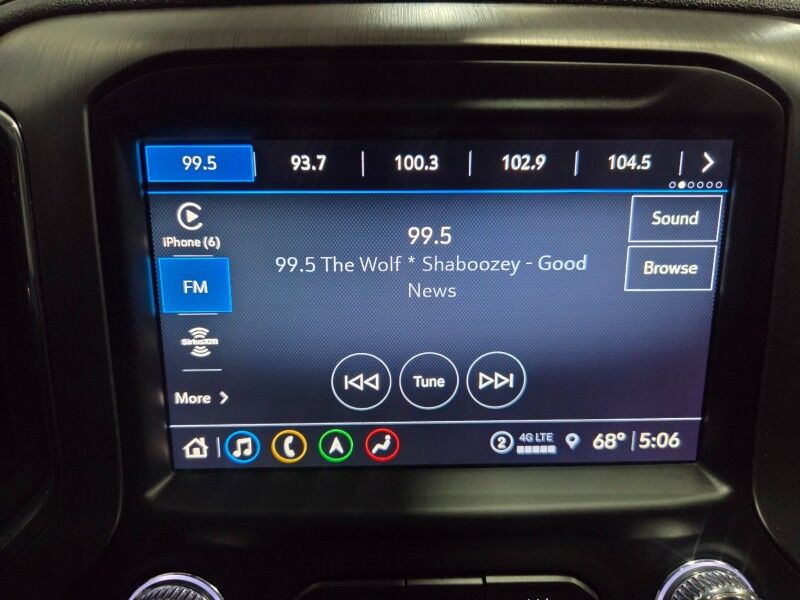 99.5 | 93.7 | 100.3 | 102.9 | 104.5 | >
iPhone (6)
FM
SiriusXM
More >
99.5
99.5 The Wolf * Shaboozey - Good
News
Sound
Browse
Tune
2 4G LTE 68° | 5:06